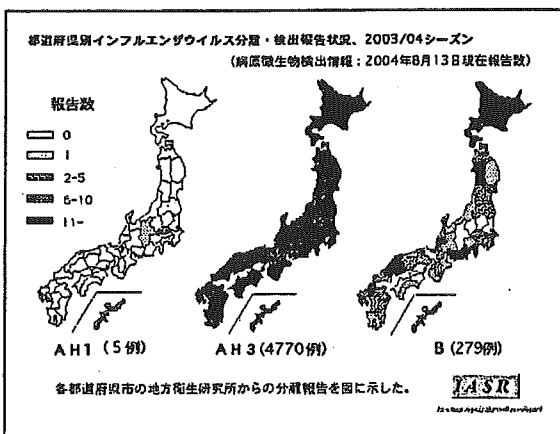 都道府県別インフルエンザウイルス分離・検出報告状況、2003/04シーズン
(病原微生物検出情報：2004年8月13日現在報告数)
報告数
0
1
2-5
6-10
11-
AH1 (5例)
AH3 (4770例)
B (279例)
各都道府県市の地方衛生研究所からの分離報告を図に示した。
IASR